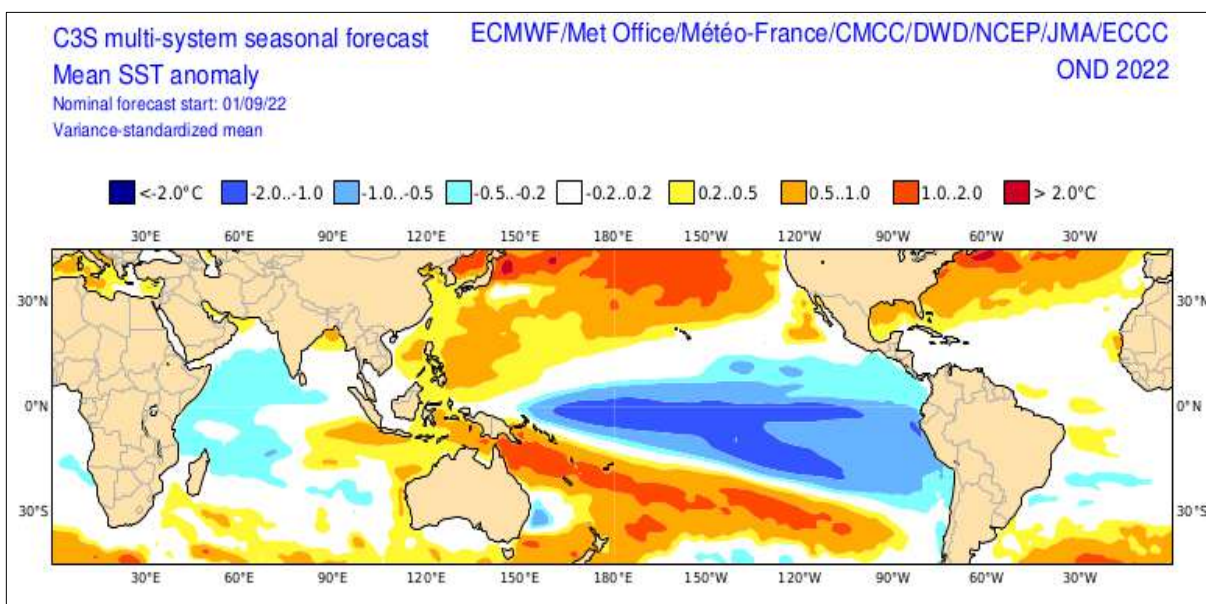 C3S multi-system seasonal forecast
ECMWF/Met Office/Météo-France/CMCC/DWD/NCEP/JMA/ECCC
Mean SST anomaly
OND 2022
Nominal forecast start: 01/09/22
Variance-standardized mean
<-2.0°C -2.0..-1.0 -1.0..-0.5 -0.5..-0.2 -0.2..0.2 0.2..0.5 0.5..1.0 1.0..2.0 > 2.0°C
30°E 60°E 90°E 120°E 150°E 180°E 150°W 120°W 90°W 60°W 30°W
30°N 30°N
0°N 0°N
30°S 30°S
30°E 60°E 90°E 120°E 150°E 180°E 150°W 120°W 90°W 60°W 30°W